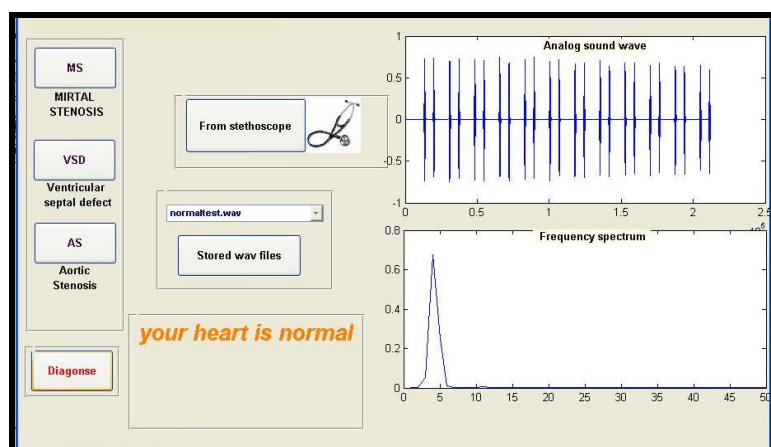 MS
MIRTAL
STENOSIS
VSD
Ventricular
septal defect
AS
Aortic
Stenosis
Diagonse
From stethoscope
normaltest.wav
Stored wav files
your heart is normal
Analog sound wave
1
0.5
0
-0.5
-1
0 0.5 1 1.5 2 2.5
Frequency spectrum
0.8
0.6
0.4
0.2
0
0 5 10 15 20 25 30 35 40 45 50